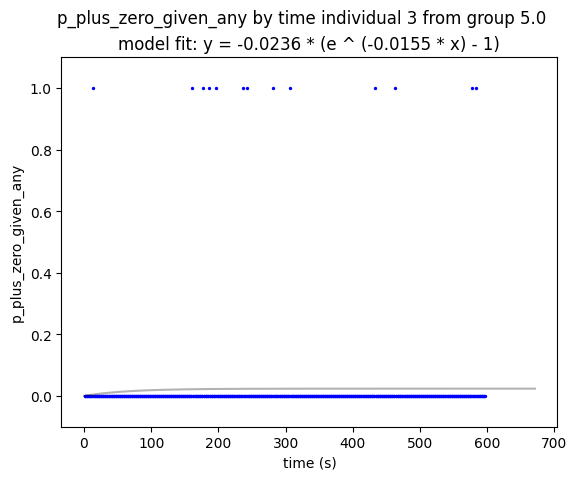 p_plus_zero_given_any by time individual 3 from group 5.0
model fit: y = -0.0236 * (e ^ (-0.0155 * x) - 1)
p_plus_zero_given_any
1.0
0.8
0.6
0.4
0.2
0.0
0 100 200 300 400 500 600 700
time (s)